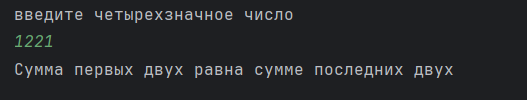 введите четырехзначное число
1221
Сумма первых двух равна сумме последних двух